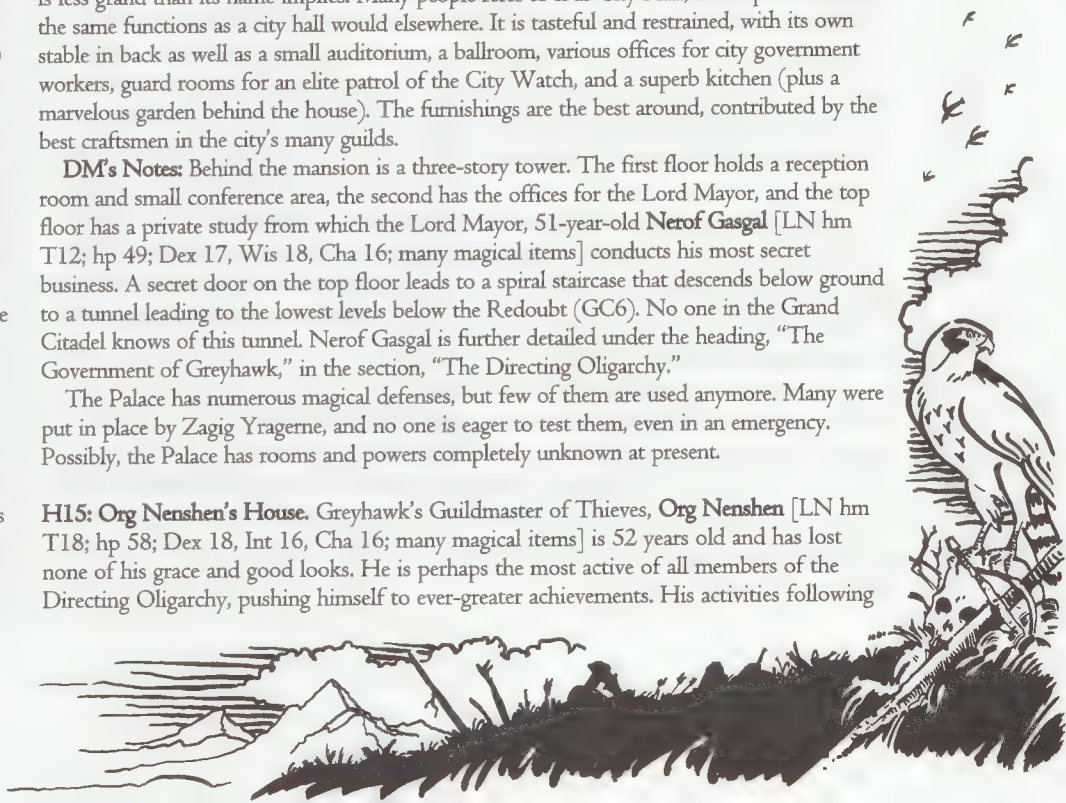 is less grand than its name implies. Many people refer to it as City Hall,
the same functions as a city hall would elsewhere. It is tasteful and restrained, with its own
stable in back as well as a small auditorium, a ballroom, various offices for city government
workers, guard rooms for an elite patrol of the City Watch, and a superb kitchen (plus a
marvelous garden behind the house). The furnishings are the best around, contributed by the
best craftsmen in the city's many guilds.
DM's Notes: Behind the mansion is a three-story tower. The first floor holds a reception
room and small conference area, the second has the offices for the Lord Mayor, and the top
floor has a private study from which the Lord Mayor, 51-year-old Nerof Gasgal [LN hm
T12; hp 49; Dex 17, Wis 18, Cha 16; many magical items] conducts his most secret
business. A secret door on the top floor leads to a spiral staircase that descends below ground
to a tunnel leading to the lowest levels below the Redoubt (GC6). No one in the Grand
Citadel knows of this tunnel. Nerof Gasgal is further detailed under the heading, "The
Government of Greyhawk," in the section, "The Directing Oligarchy."
The Palace has numerous magical defenses, but few of them are used anymore. Many were
put in place by Zagig Yragerne, and no one is eager to test them, even in an emergency.
Possibly, the Palace has rooms and powers completely unknown at present.
H15: Org Nenshen's House. Greyhawk's Guildmaster of Thieves, Org Nenshen [LN hm
T18; hp 58; Dex 18, Int 16, Cha 16; many magical items] is 52 years old and has lost
none of his grace and good looks. He is perhaps the most active of all members of the
Directing Oligarchy, pushing himself to ever-greater achievements. His activities following